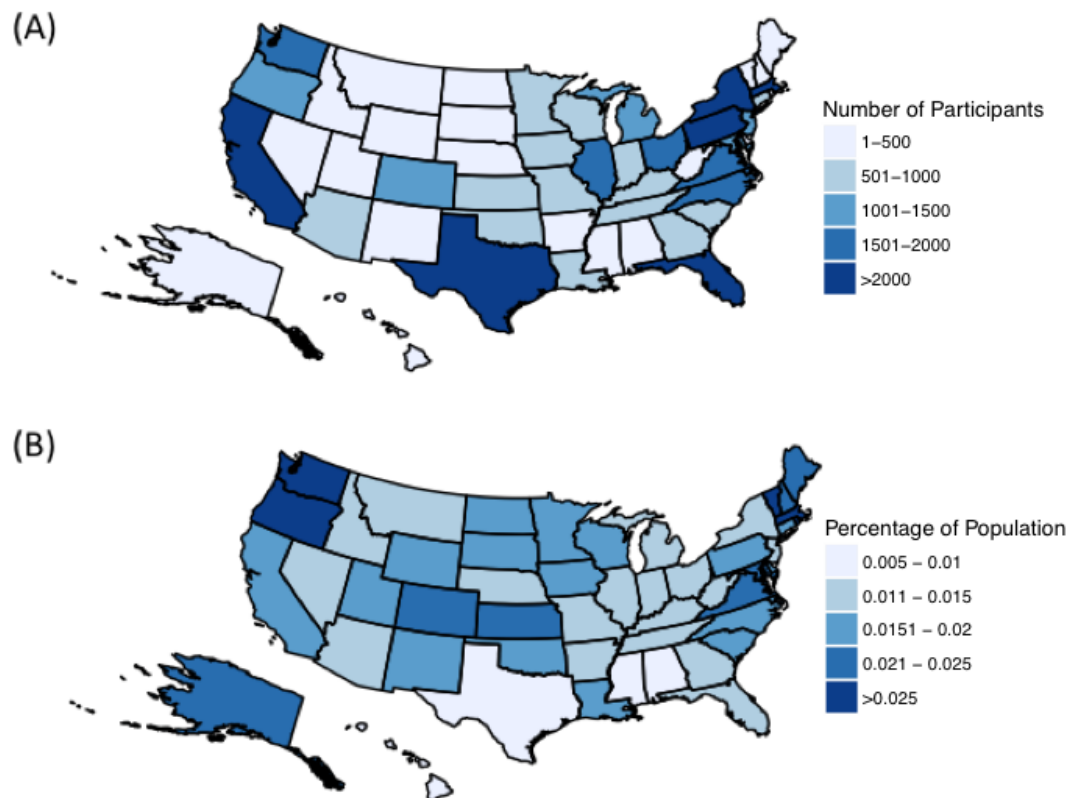 (A)
Number of Participants
1−500
501−1000
1001−1500
1501−2000
>2000
(B)
Percentage of Population
0.005 − 0.01
0.011 − 0.015
0.0151 − 0.02
0.021 − 0.025
>0.025